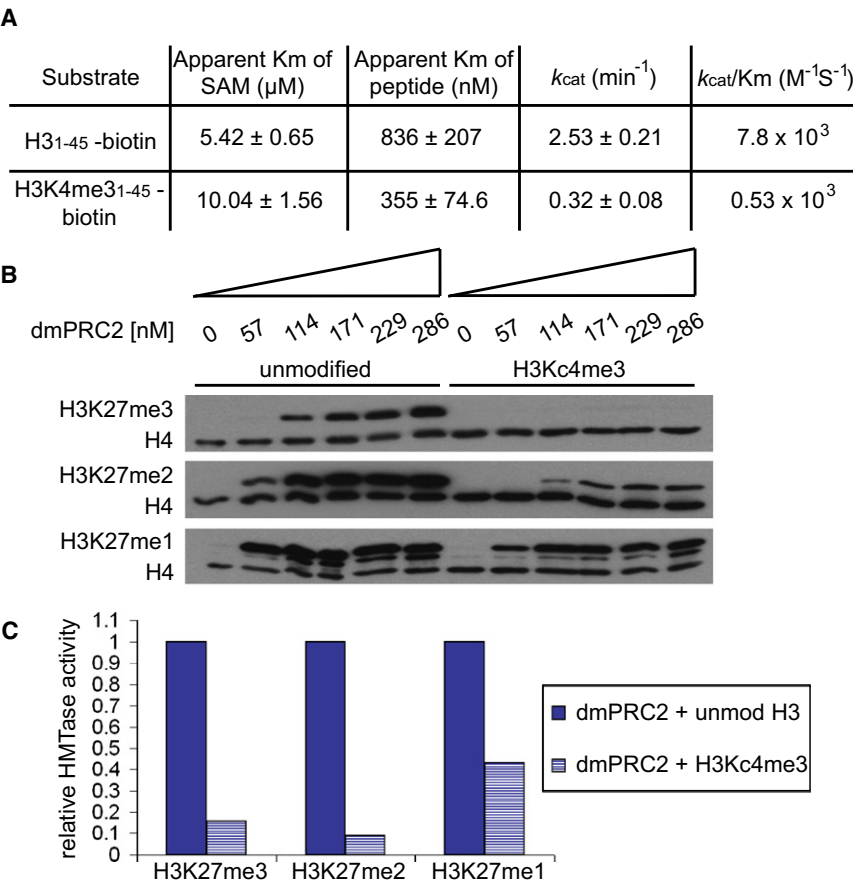 A
Substrate
Apparent Km of SAM (µM)
Apparent Km of peptide (nM)
kcat (min-1)
kcat/Km (M-1S-1)
H31-45 -biotin
5.42 ± 0.65
836 ± 207
2.53 ± 0.21
7.8 x 103
H3K4me31-45 - biotin
10.04 ± 1.56
355 ± 74.6
0.32 ± 0.08
0.53 x 103
B
dmPRC2 [nM]
0 57 114 171 229 286 0 57 114 171 229 286
unmodified H3Kc4me3
H3K27me3
H4
H3K27me2
H4
H3K27me1
H4
C
relative HMTase activity
1.1
1
0.9
0.8
0.7
0.6
0.5
0.4
0.3
0.2
0.1
0
H3K27me3 H3K27me2 H3K27me1
dmPRC2 + unmod H3
dmPRC2 + H3Kc4me3